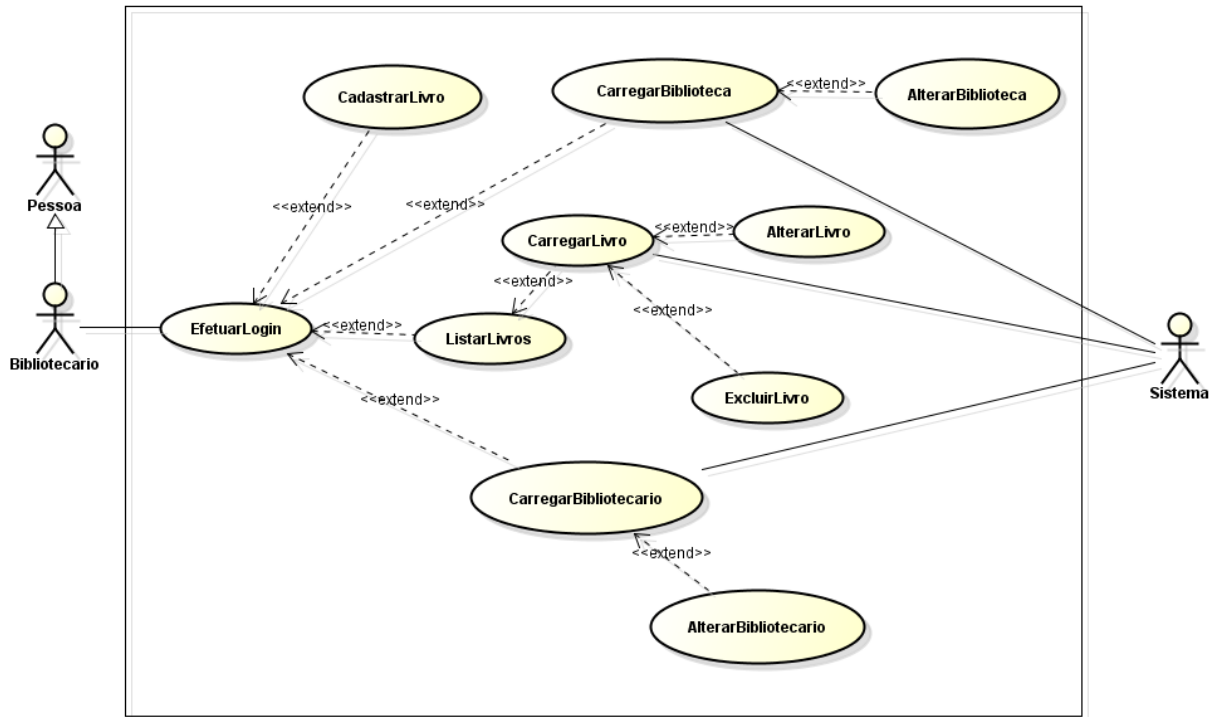 CadastrarLivro
CarregarBiblioteca
<<extend>>
AlterarBiblioteca
Pessoa
<<extend>>
<<extend>>
CarregarLivro
<<extend>>
AlterarLivro
<<extend>>
Bibliotecario
EfetuarLogin
<<extend>>
ListarLivros
<<extend>>
Sistema
<<extend>>
ExcluirLivro
CarregarBibliotecario
<<extend>>
AlterarBibliotecario